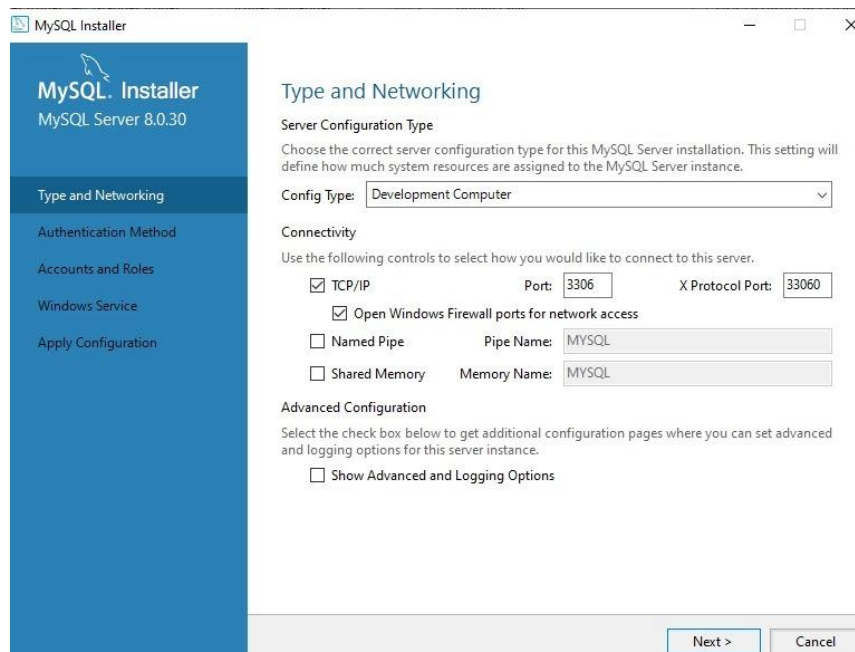 MySQL Installer
MySQL. Installer
MySQL Server 8.0.30
Type and Networking
Authentication Method
Accounts and Roles
Windows Service
Apply Configuration
Type and Networking
Server Configuration Type
Choose the correct server configuration type for this MySQL Server installation. This setting will
define how much system resources are assigned to the MySQL Server instance.
Config Type: Development Computer
Connectivity
Use the following controls to select how you would like to connect to this server.
TCP/IP Port: 3306 X Protocol Port: 33060
Open Windows Firewall ports for network access
Named Pipe Pipe Name: MYSQL
Shared Memory Memory Name: MYSQL
Advanced Configuration
Select the check box below to get additional configuration pages where you can set advanced
and logging options for this server instance.
Show Advanced and Logging Options
Next > Cancel